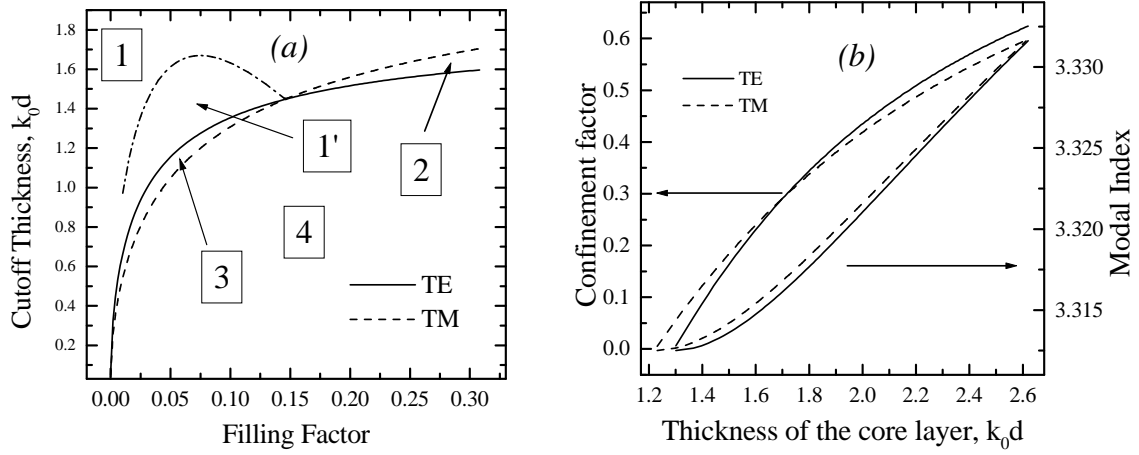 (a)
1
1'
2
3
4
TE
TM
Cutoff Thickness, k₀d
1.8
1.6
1.4
1.2
1.0
0.8
0.6
0.4
0.2
0.00 0.05 0.10 0.15 0.20 0.25 0.30
Filling Factor
(b)
TE
TM
Confinement factor
0.6
0.5
0.4
0.3
0.2
0.1
0.0
3.330
3.325
3.320
3.315
Modal Index
1.2 1.4 1.6 1.8 2.0 2.2 2.4 2.6
Thickness of the core layer, k₀d